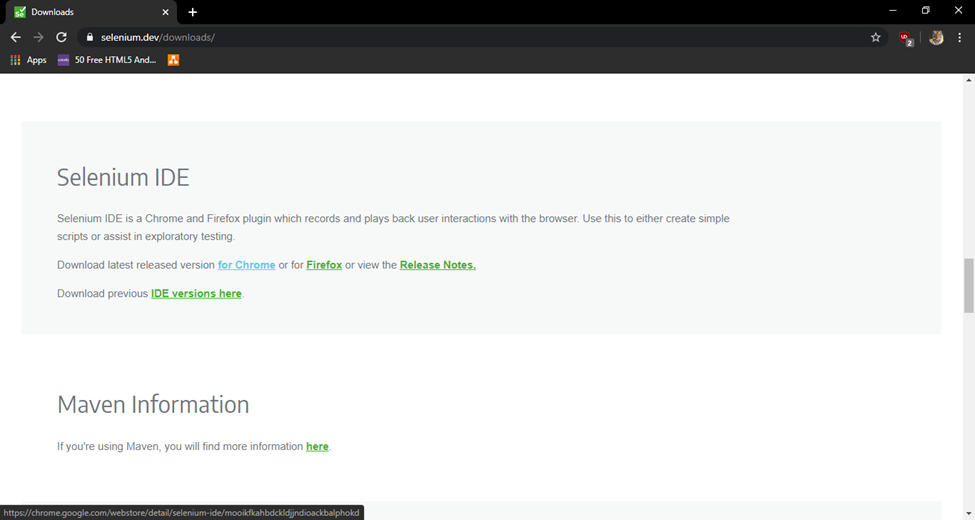 Downloads
selenium.dev/downloads/
2
Apps
50 Free HTML5 And...
Selenium IDE
Selenium IDE is a Chrome and Firefox plugin which records and plays back user interactions with the browser. Use this to either create simple
scripts or assist in exploratory testing.
Download latest released version for Chrome or for Firefox or view the Release Notes.
Download previous IDE versions here.
Maven Information
If you're using Maven, you will find more information here.
https://chrome.google.com/webstore/detail/selenium-ide/mooikfkahbdckldjjndioackbalphokd